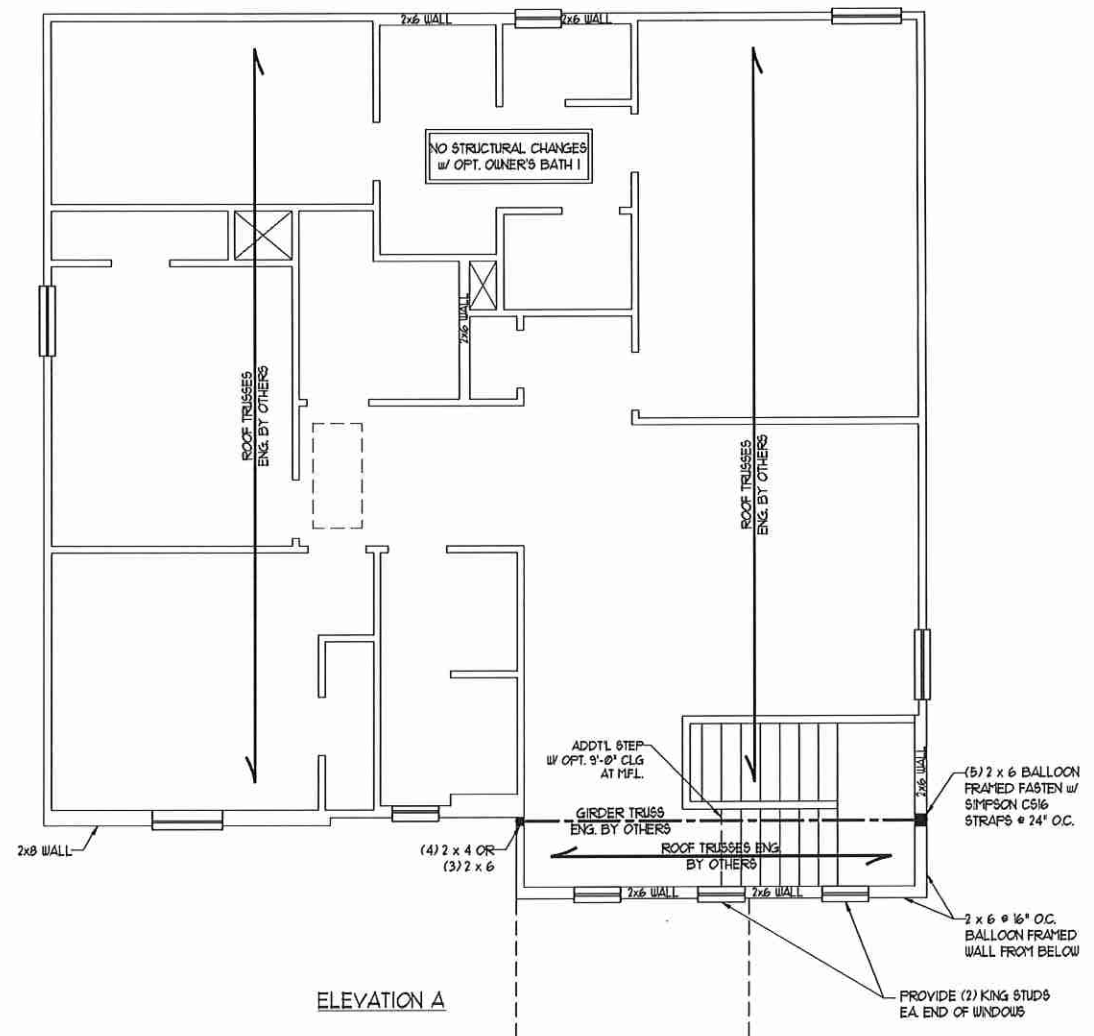 2x6 WALL
2x6 WALL
NO STRUCTURAL CHANGES
w/ OPT. OWNER'S BATH 1
2x6 WALL
ROOF TRUSSES
ENG. BY OTHERS
ROOF TRUSSES
ENG. BY OTHERS
ADDT'L STEP
W/ OPT. 9'-0" CLG
AT M.F.L.
2x6 WALL
(5) 2 x 6 BALLOON
FRAMED FASTEN w/
SIMPSON CS16
STRAPS @ 24" O.C.
GIRDER TRUSS
ENG. BY OTHERS
ROOF TRUSSES ENG.
BY OTHERS
2x8 WALL
(4) 2 x 4 OR
(3) 2 x 6
2x6 WALL
2x6 WALL
2 x 6 @ 16" O.C.
BALLOON FRAMED
WALL FROM BELOW
PROVIDE (2) KING STUDS
EA. END OF WINDOWS
ELEVATION A